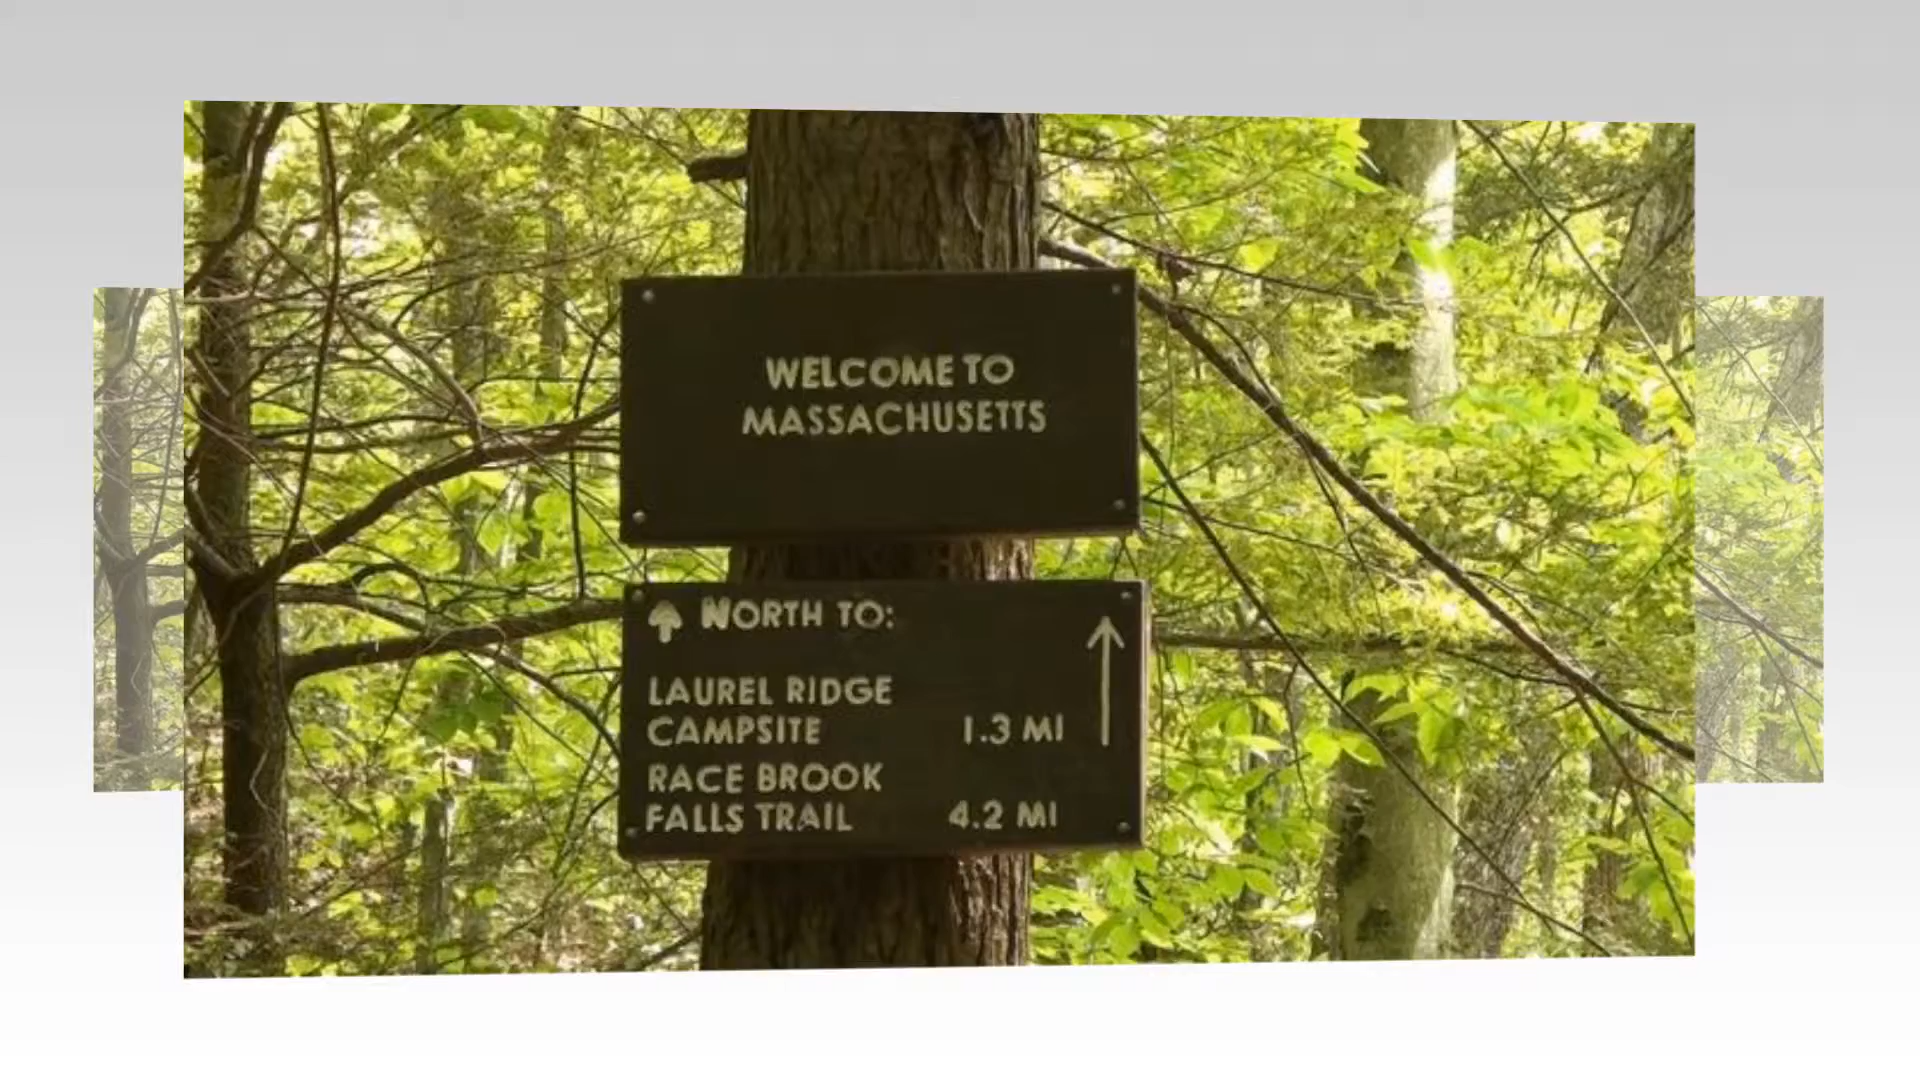 WELCOME TO
MASSACHUSETTS
NORTH TO:
LAUREL RIDGE
CAMPSITE 1.3 MI
RACE BROOK
FALLS TRAIL 4.2 MI